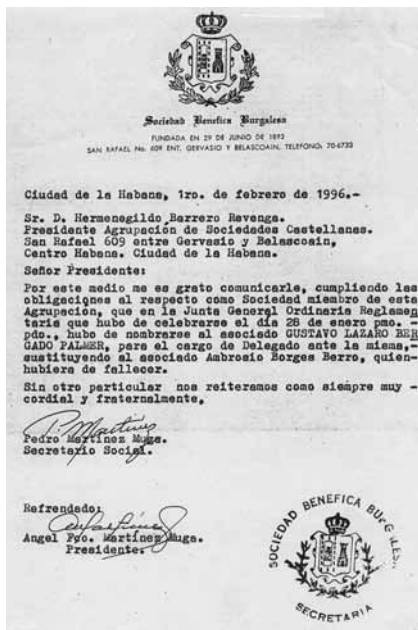 Sociedad Benefica Burgalesa
FUNDADA EN 29 DE JUNIO DE 1893
SAN RAFAEL No. 609 ENT. GERVASIO Y BELASCOAIN, TELEFONO: 70-6733
Ciudad de la Habana, 1ro. de febrero de 1996.-
Sr. D. Hermenegildo Barrero Revenga.
Presidente Agrupación de Sociedades Castellanas.
San Rafael 609 entre Gervasio y Belascoain,
Centro Habana. Ciudad de la Habana.
Señor Presidente:
Por este medio me es grato comunicarle, cumpliendo las
obligaciones al respecto como Sociedad miembro de esta
Agrupación, que en la Junta General Ordinaria Reglamen
taria que hubo de celebrarse el día 28 de enero pmo. -
pdo., hubo de nombrarse al asociado GUSTAVO LAZARO BER
GADO PALMER, para el cargo de Delegado ante la misma,-
sustituyendo al asociado Ambrosio Borges Berro, quien-
hubiera de fallecer.
Sin otro particular nos reiteramos como siempre muy -
cordial y fraternalmente,
P. Martinez
Pedro Martínez Muga.
Secretario Social.
Refrendado:
Angel Fco. Martínez Muga.
Presidente.
SOCIEDAD BENEFICA BURGALESA
SECRETARIA